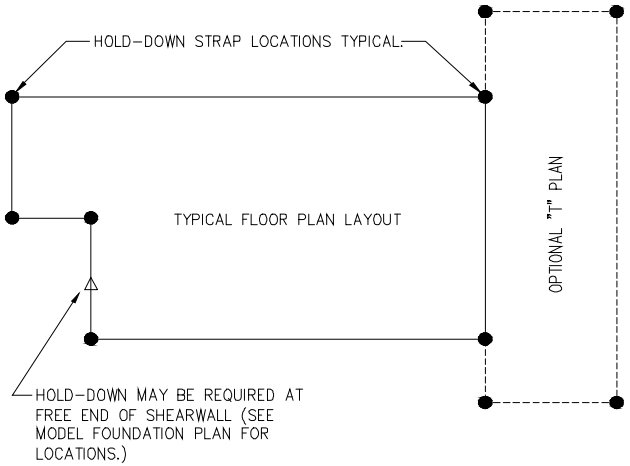 HOLD-DOWN STRAP LOCATIONS TYPICAL.
TYPICAL FLOOR PLAN LAYOUT
OPTIONAL "T" PLAN
HOLD-DOWN MAY BE REQUIRED AT
FREE END OF SHEARWALL (SEE
MODEL FOUNDATION PLAN FOR
LOCATIONS.)